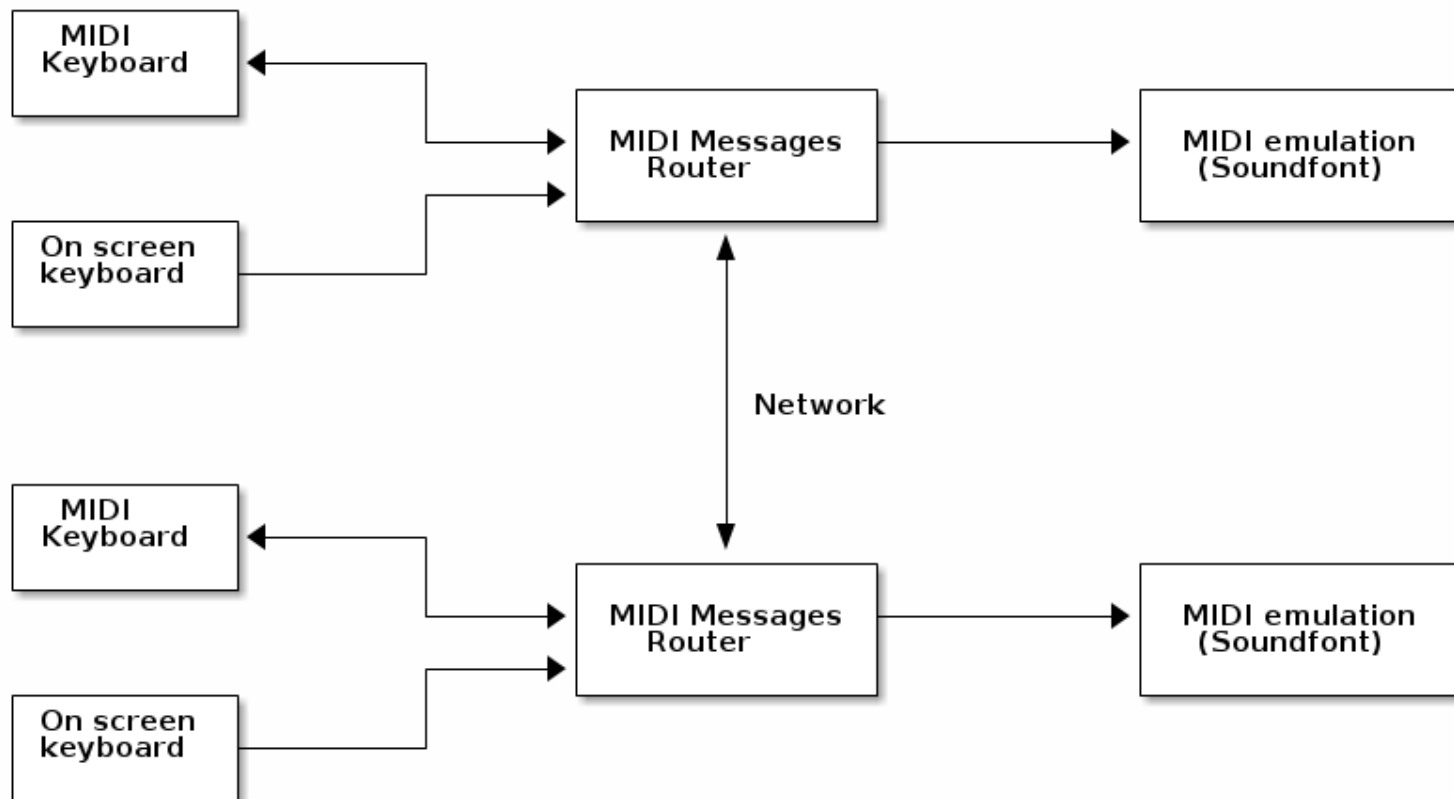 MIDI
Keyboard
MIDI Messages
Router
MIDI emulation
(Soundfont)
On screen
keyboard
Network
MIDI
Keyboard
MIDI Messages
Router
MIDI emulation
(Soundfont)
On screen
keyboard